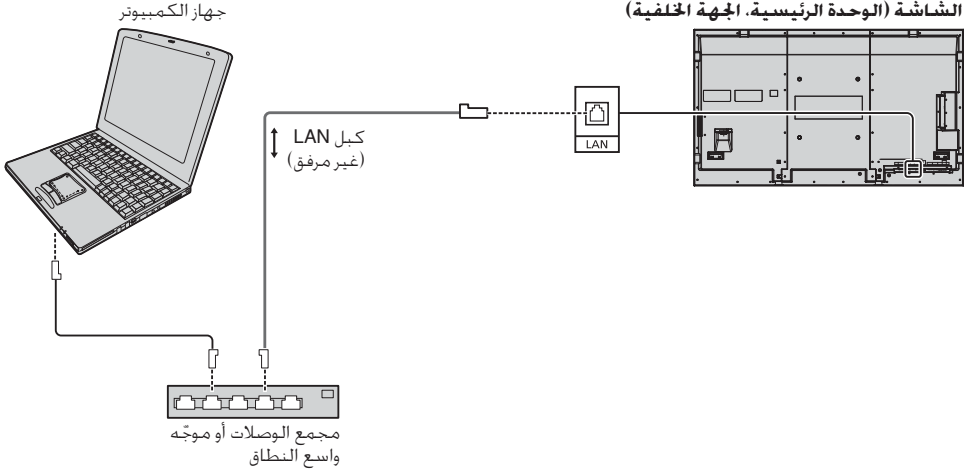 الشاشة (الوحدة الرئيسية، الجهة الخلفية)
جهاز الكمبيوتر
LAN
كبل LAN
(غير مرفق)
مجمع الوصلات أو موجّه
واسع النطاق